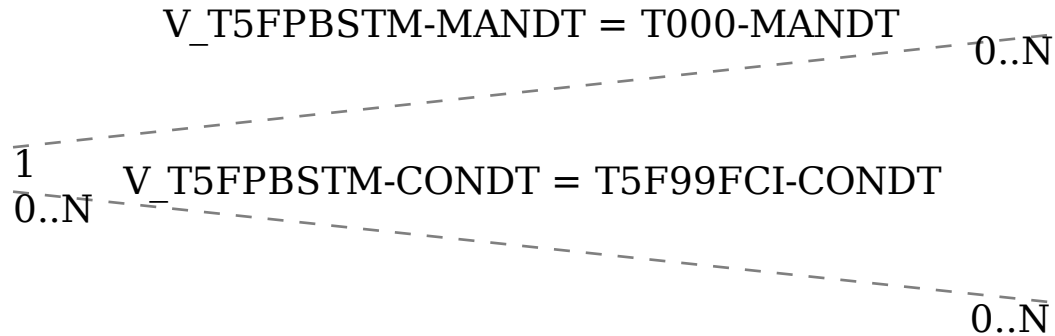 V_T5FPBSTM-MANDT = T000-MANDT
0..N
1
V_T5FPBSTM-CONDT = T5F99FCI-CONDT
0..N
0..N